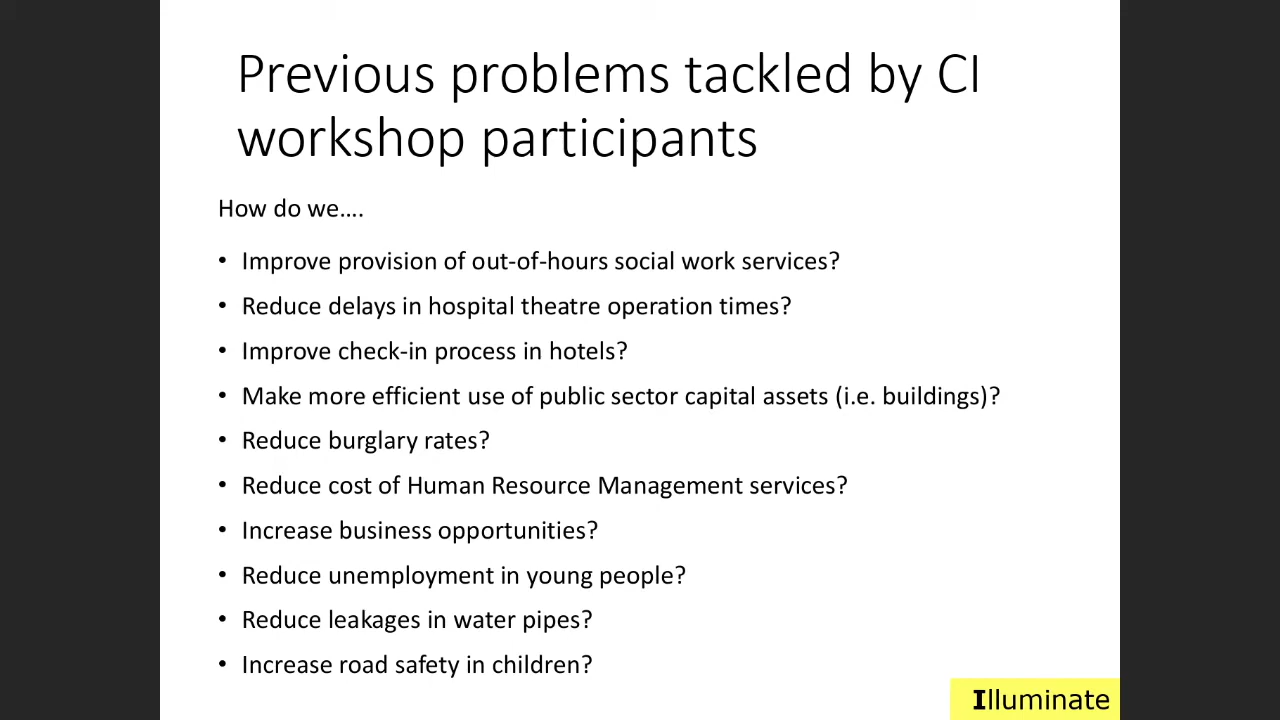 Previous problems tackled by CI
workshop participants
How do we....
• Improve provision of out-of-hours social work services?
• Reduce delays in hospital theatre operation times?
• Improve check-in process in hotels?
• Make more efficient use of public sector capital assets (i.e. buildings)?
• Reduce burglary rates?
• Reduce cost of Human Resource Management services?
• Increase business opportunities?
• Reduce unemployment in young people?
• Reduce leakages in water pipes?
• Increase road safety in children?
Illuminate